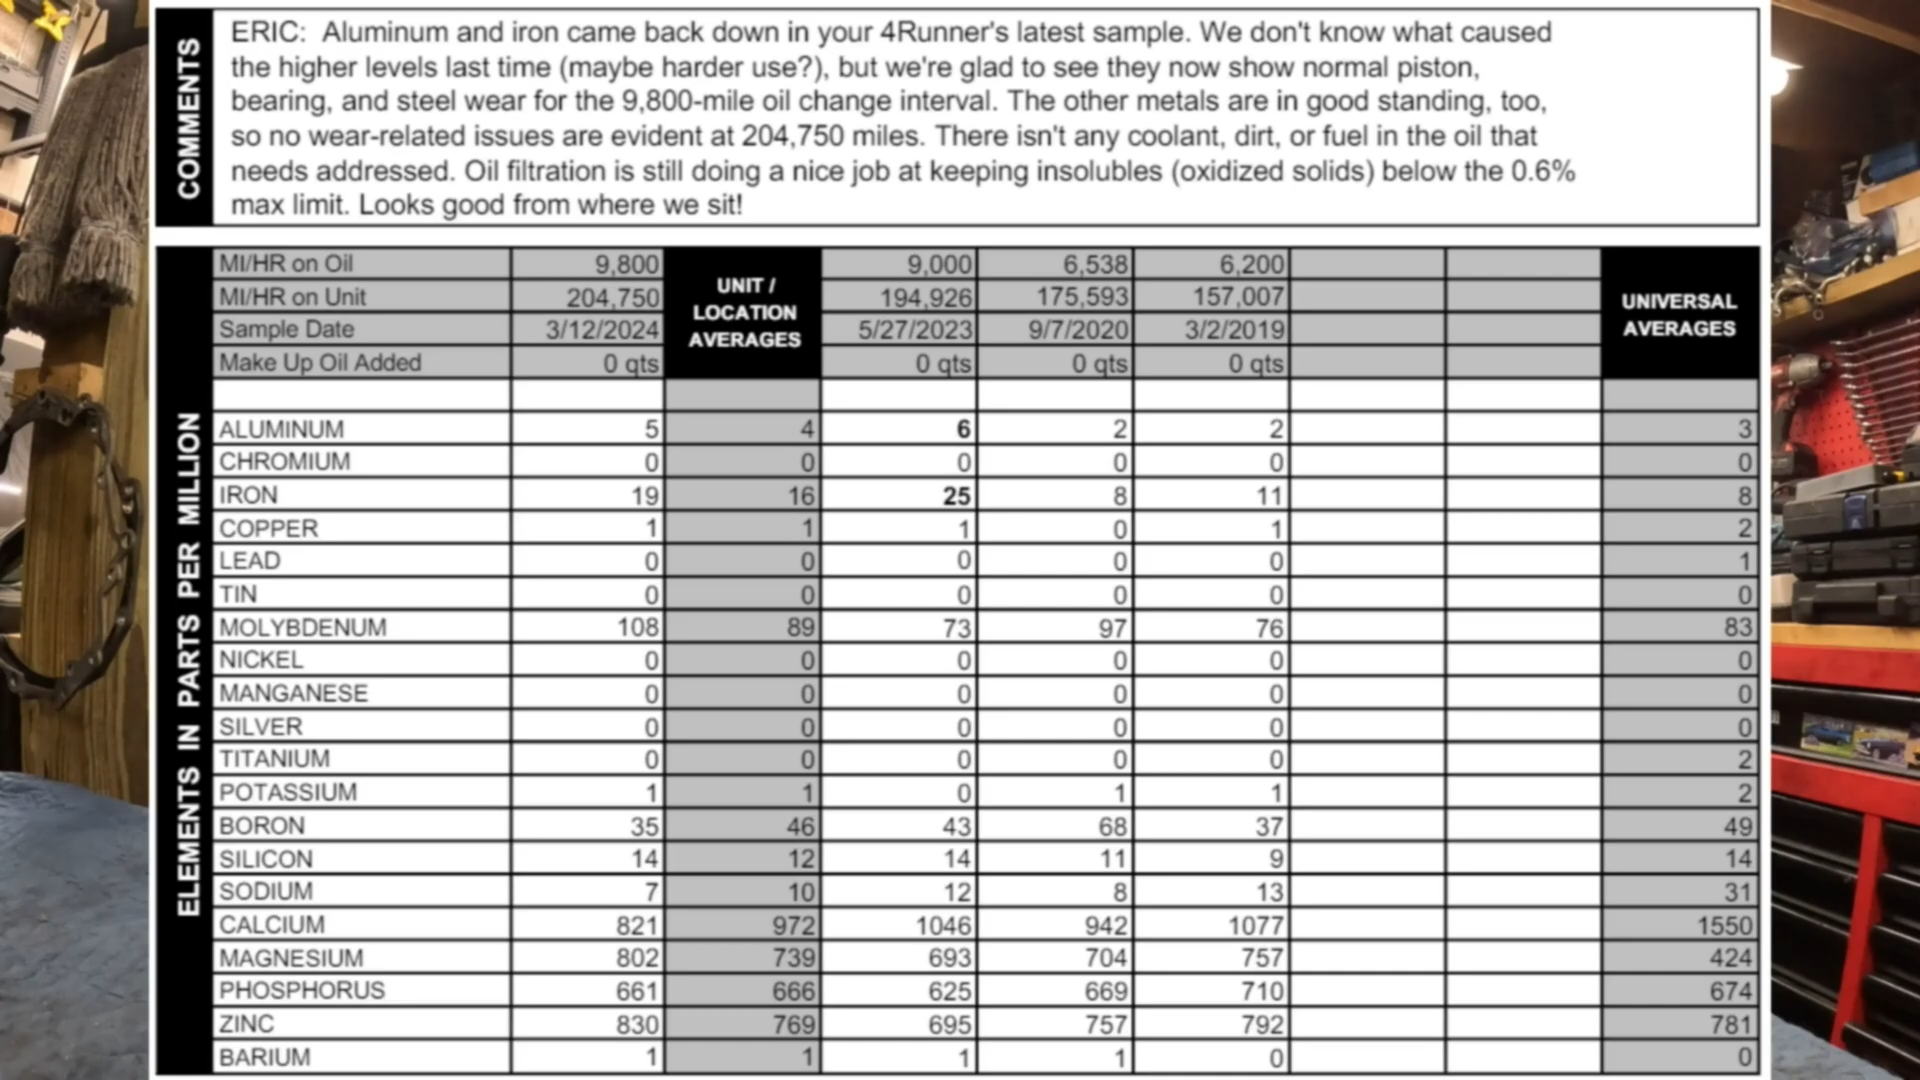 COMMENTS
ERIC: Aluminum and iron came back down in your 4Runner's latest sample. We don't know what caused
the higher levels last time (maybe harder use?), but we're glad to see they now show normal piston,
bearing, and steel wear for the 9,800-mile oil change interval. The other metals are in good standing, too,
so no wear-related issues are evident at 204,750 miles. There isn't any coolant, dirt, or fuel in the oil that
needs addressed. Oil filtration is still doing a nice job at keeping insolubles (oxidized solids) below the 0.6%
max limit. Looks good from where we sit!
MI/HR on Oil 9,800 UNIT / LOCATION AVERAGES 9,000 6,538 6,200 UNIVERSAL AVERAGES
MI/HR on Unit 204,750 194,926 175,593 157,007
Sample Date 3/12/2024 5/27/2023 9/7/2020 3/2/2019
Make Up Oil Added 0 qts 0 qts 0 qts 0 qts
ELEMENTS IN PARTS PER MILLION
ALUMINUM 5 4 6 2 2 3
CHROMIUM 0 0 0 0 0 0
IRON 19 16 25 8 11 8
COPPER 1 1 1 0 1 2
LEAD 0 0 0 0 0 1
TIN 0 0 0 0 0 0
MOLYBDENUM 108 89 73 97 76 83
NICKEL 0 0 0 0 0 0
MANGANESE 0 0 0 0 0 0
SILVER 0 0 0 0 0 0
TITANIUM 0 0 0 0 0 2
POTASSIUM 1 1 0 1 1 2
BORON 35 46 43 68 37 49
SILICON 14 12 14 11 9 14
SODIUM 7 10 12 8 13 31
CALCIUM 821 972 1046 942 1077 1550
MAGNESIUM 802 739 693 704 757 424
PHOSPHORUS 661 666 625 669 710 674
ZINC 830 769 695 757 792 781
BARIUM 1 1 1 1 0 0